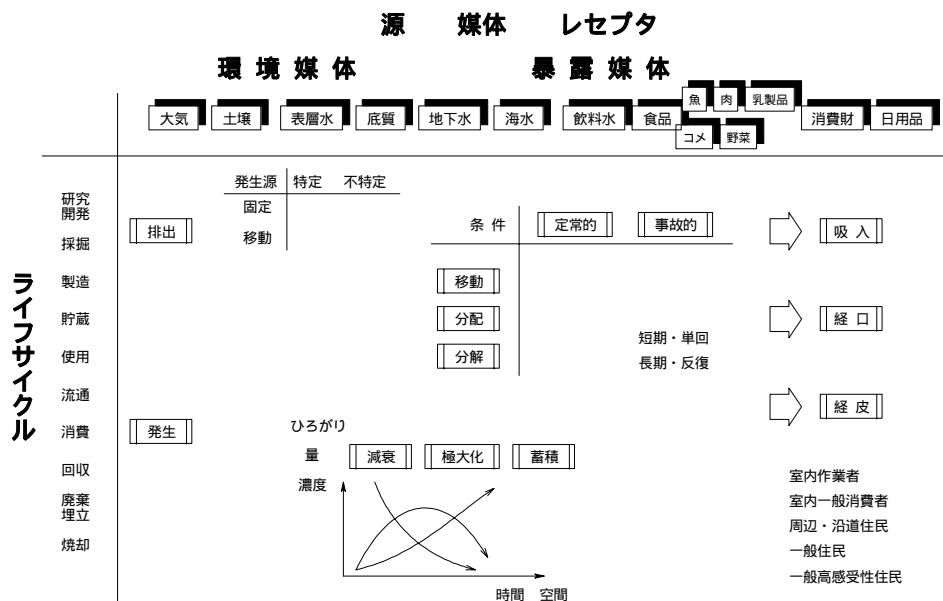 源 媒体 レセプタ
環境媒体 暴露媒体
魚 肉 乳製品
大気 土壌 表層水 底質 地下水 海水 飲料水 食品 消費財 日用品
コメ 野菜
ライフサイクル
研究
開発
採掘
製造
貯蔵
使用
流通
消費
回収
廃棄
埋立
焼却
排出
発生
発生源 特定 不特定
固定
移動
条件 定常的 事故的
移動
分配
分解
短期・単回
長期・反復
ひろがり
量 減衰 極大化 蓄積
濃度
時間 空間
吸入
経口
経皮
室内作業者
室内一般消費者
周辺・沿道住民
一般住民
一般高感受性住民